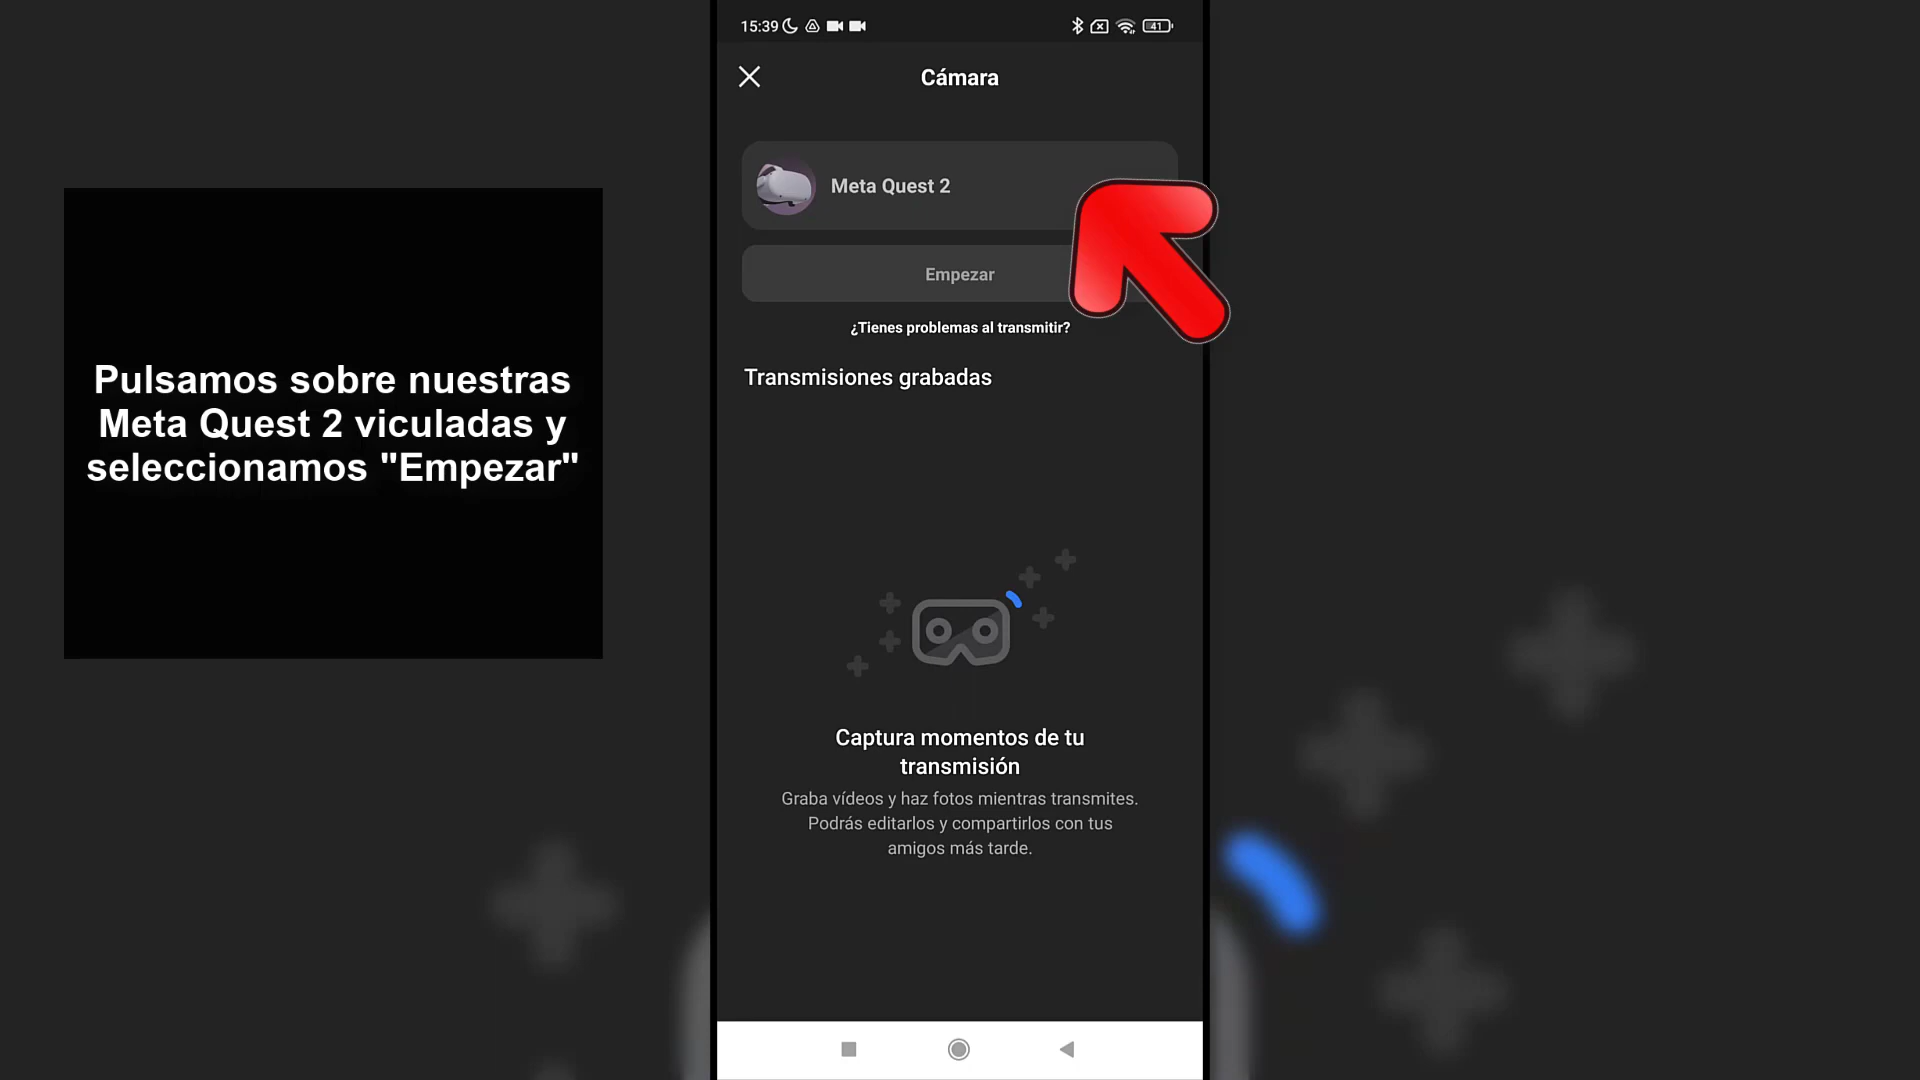 15:39
41
Cámara
Meta Quest 2
Empezar
¿Tienes problemas al transmitir?
Transmisiones grabadas
Pulsamos sobre nuestras
Meta Quest 2 viculadas y
seleccionamos "Empezar"
Captura momentos de tu
transmisión
Graba vídeos y haz fotos mientras transmites.
Podrás editarlos y compartirlos con tus
amigos más tarde.